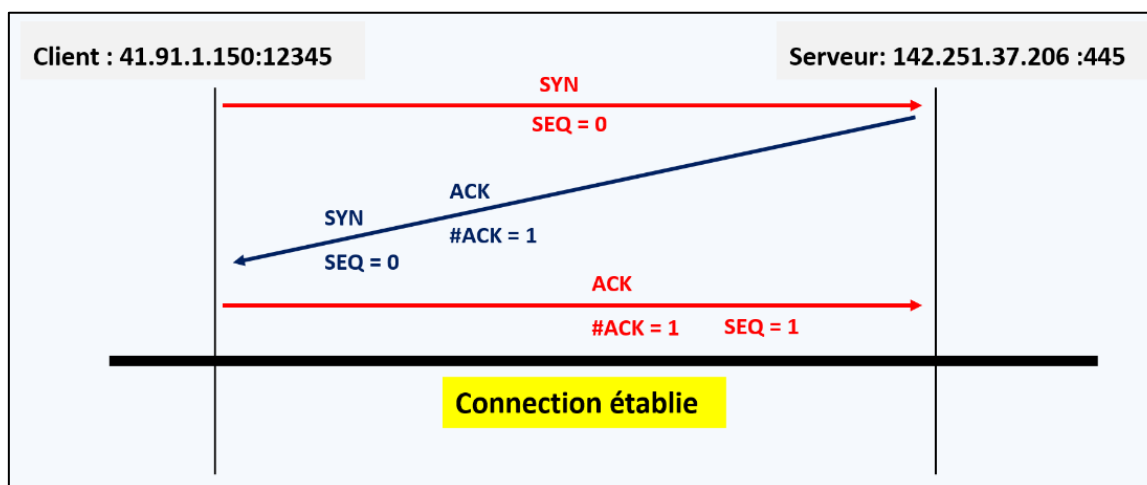 Client : 41.91.1.150:12345
Serveur: 142.251.37.206 :445
SYN
SEQ = 0
ACK
SYN
#ACK = 1
SEQ = 0
ACK
#ACK = 1 SEQ = 1
Connection établie